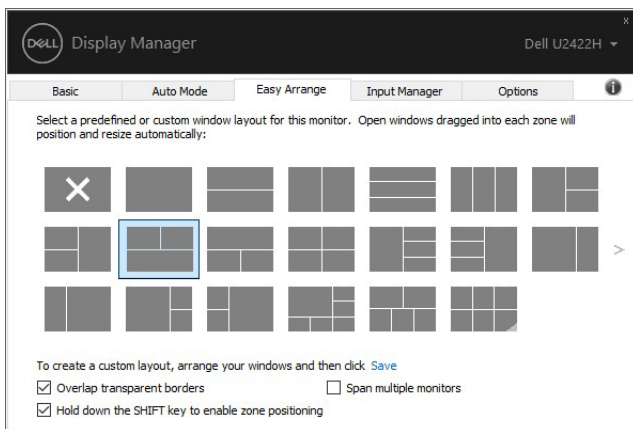 x
DELL Display Manager Dell U2422H
Basic Auto Mode Easy Arrange Input Manager Options i
Select a predefined or custom window layout for this monitor. Open windows dragged into each zone will
position and resize automatically:
>
To create a custom layout, arrange your windows and then click Save
Overlap transparent borders Span multiple monitors
Hold down the SHIFT key to enable zone positioning